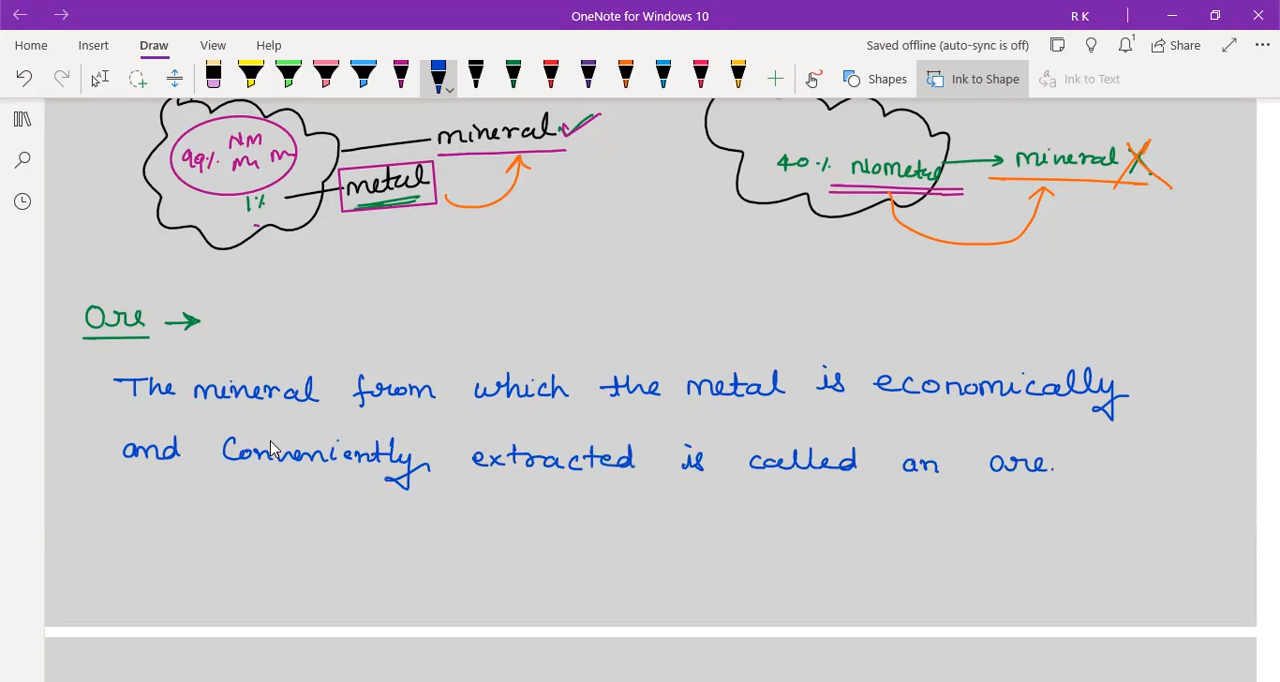 OneNote for Windows 10
R K
Home Insert Draw View Help
Saved offline (auto-sync is off)
1
Share
Shapes
Ink to Shape
Ink to Text
99% NM
M M
1%
mineral
metal
40% Nometal
mineral
Ore →
The mineral from which the metal is economically
and Conveniently extracted is called an ore.